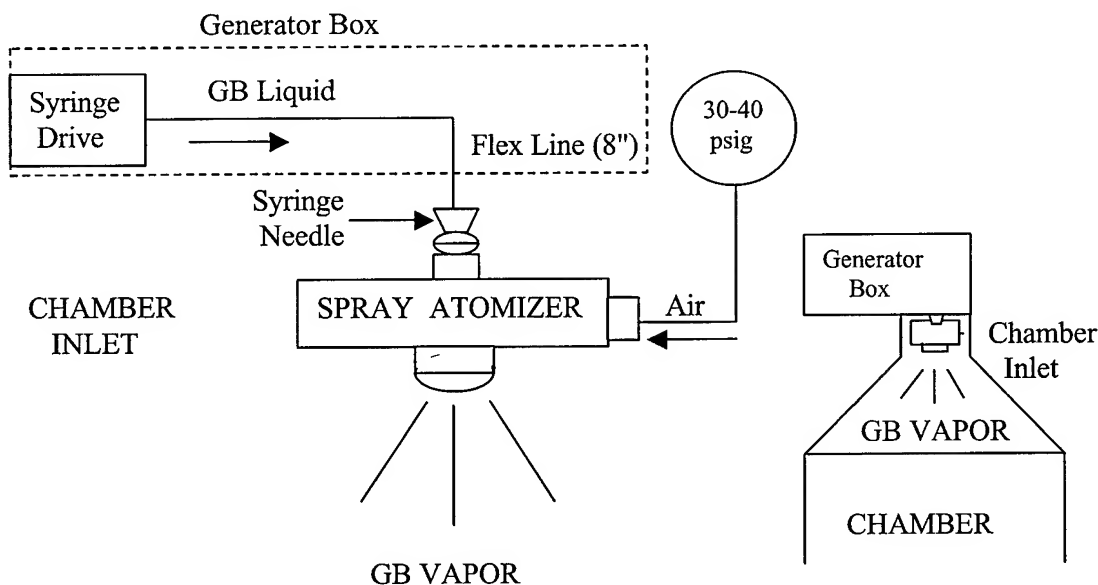 Generator Box
Syringe
Drive
GB Liquid
Flex Line (8")
30-40
psig
Syringe
Needle
SPRAY ATOMIZER
Air
CHAMBER
INLET
GB VAPOR
Generator
Box
Chamber
Inlet
GB VAPOR
CHAMBER